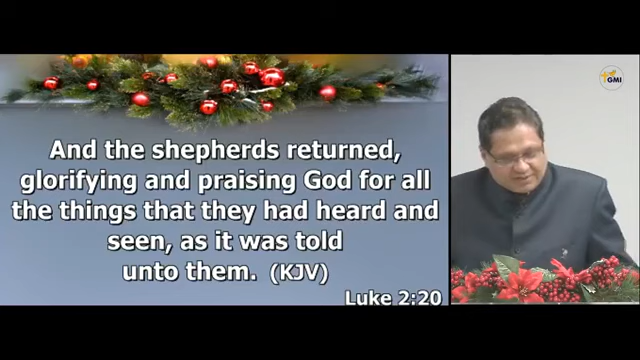 And the shepherds returned,
glorifying and praising God for all
the things that they had heard and
seen, as it was told
unto them. (KJV)
Luke 2:20
GMI